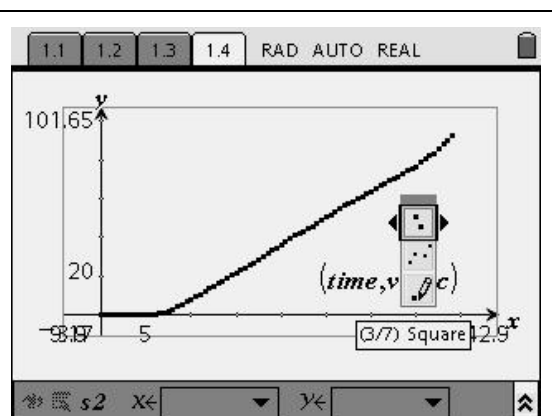 1.1 1.2 1.3 1.4 RAD AUTO REAL
y
101.65
20
(time,v c)
5
(3/7) Square
x
s2 x← y←